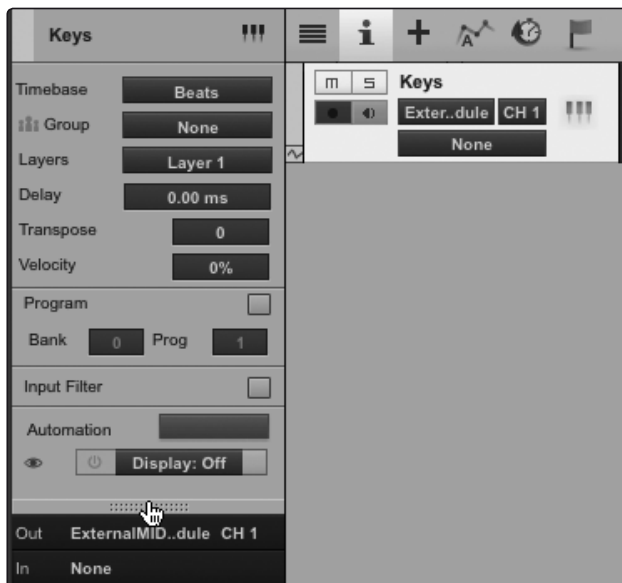 Keys
Timebase Beats
Group None
Layers Layer 1
Delay 0.00 ms
Transpose 0
Velocity 0%
Program
Bank 0 Prog 1
Input Filter
Automation
Display: Off
Out ExternalMID..dule CH 1
In None
i A
m s Keys
Exter..dule CH 1
None